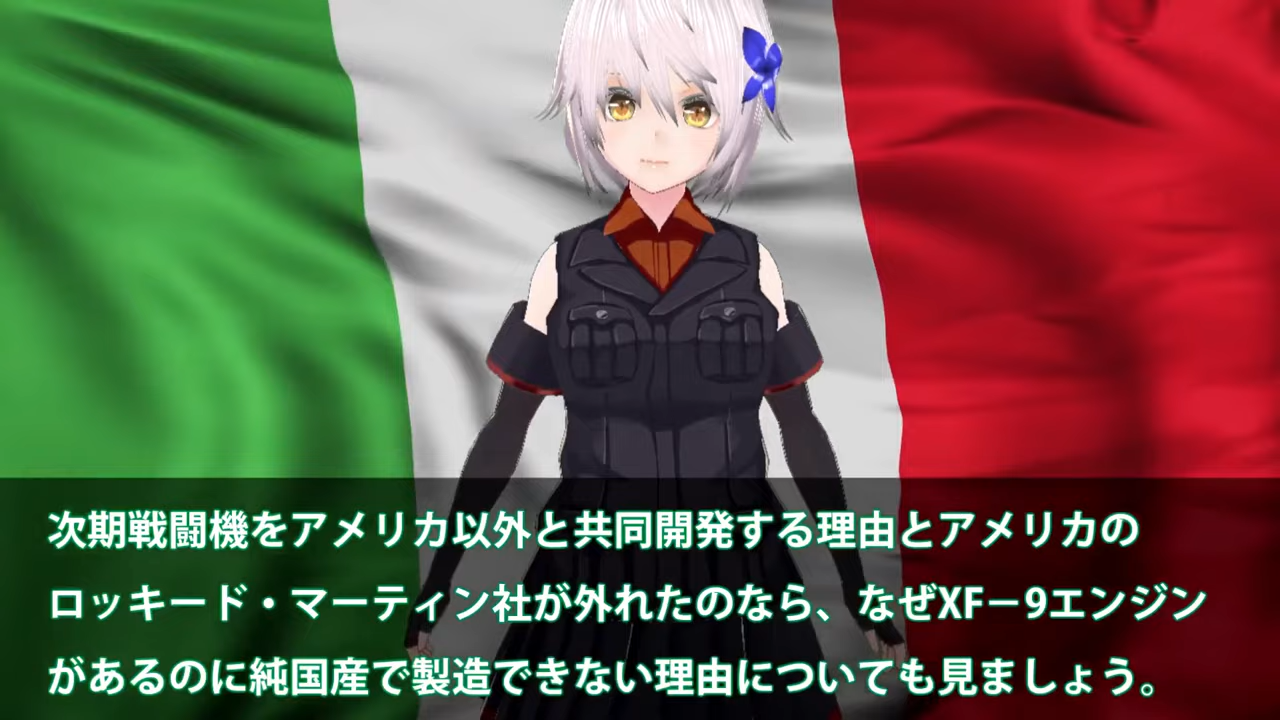 次期戦闘機をアメリカ以外と共同開発する理由とアメリカの
ロッキード・マーティン社が外れたのなら、なぜXF－9エンジン
があるのに純国産で製造できない理由についても見ましょう。